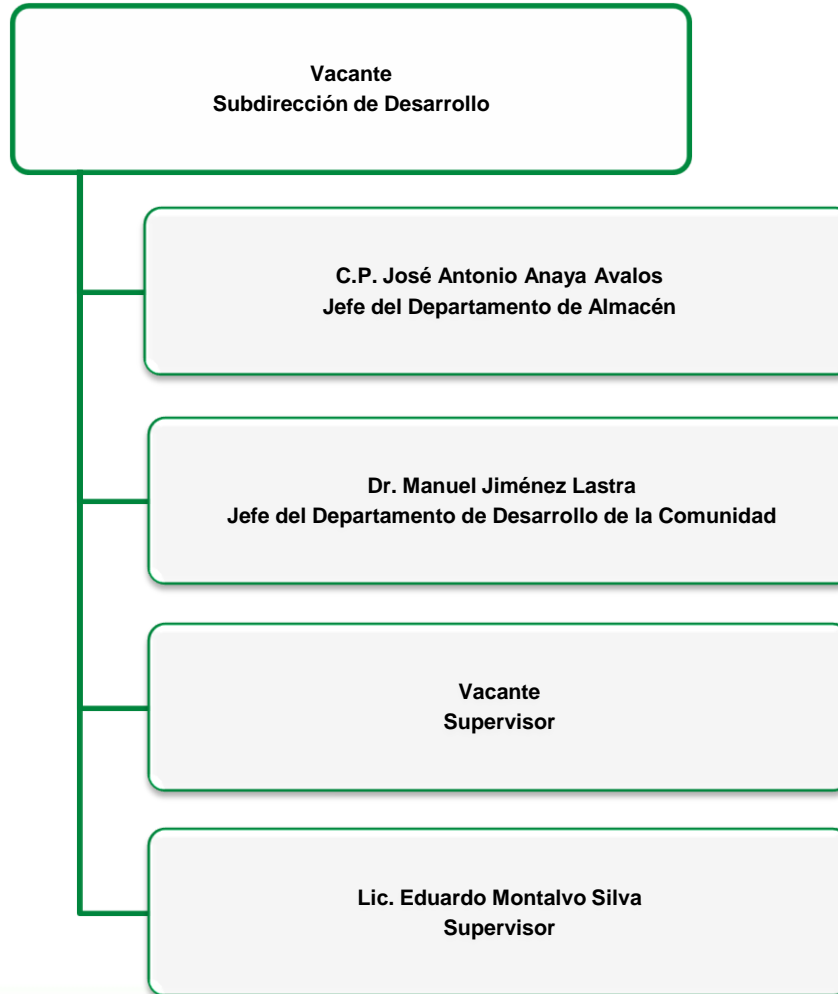 Vacante
Subdirección de Desarrollo
C.P. José Antonio Anaya Avalos
Jefe del Departamento de Almacén
Dr. Manuel Jiménez Lastra
Jefe del Departamento de Desarrollo de la Comunidad
Vacante
Supervisor
Lic. Eduardo Montalvo Silva
Supervisor